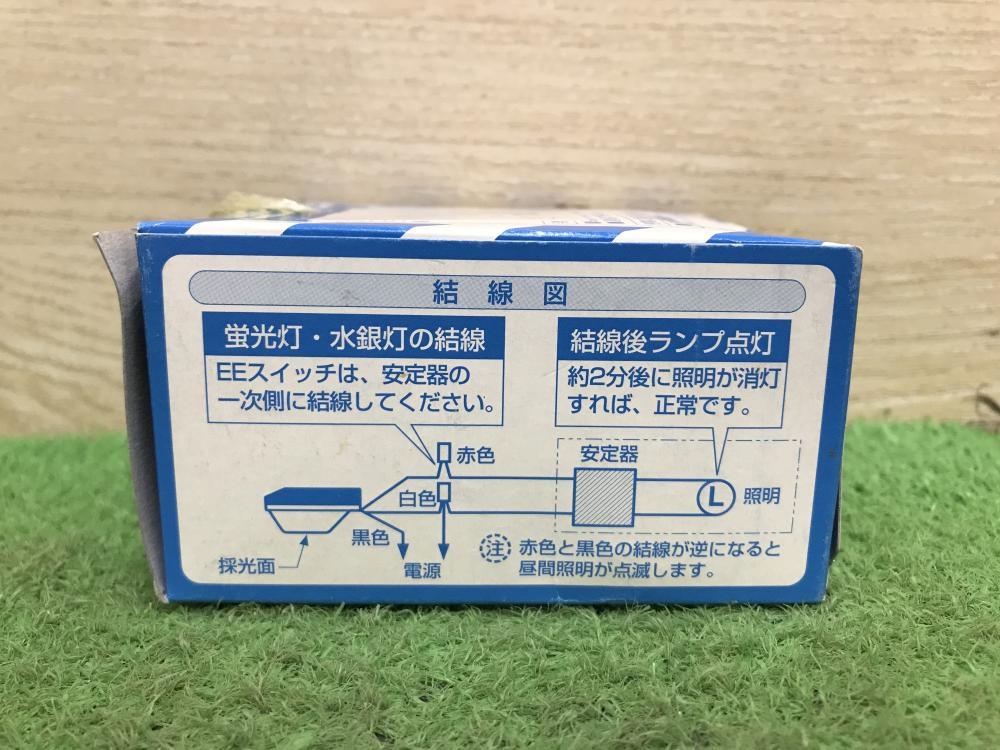 結線図
蛍光灯・水銀灯の結線
EEスイッチは、安定器の
一次側に結線してください。
結線後ランプ点灯
約2分後に照明が消灯
すれば、正常です。
赤色
安定器
白色
L
照明
黒色
採光面
電源
注 赤色と黒色の結線が逆になると
昼間照明が点滅します。